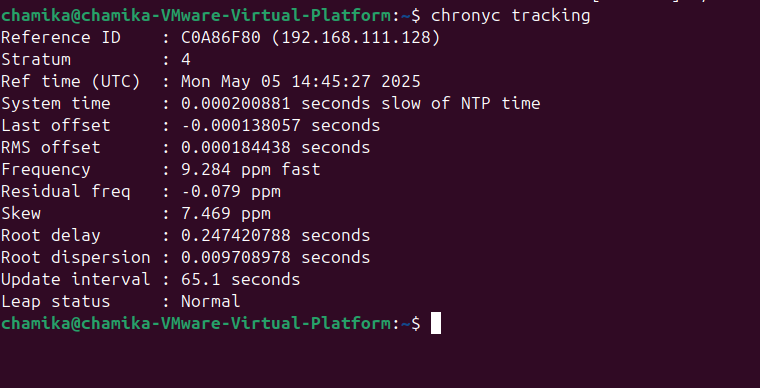 chamika@chamika-VMware-Virtual-Platform:~$ chronyc tracking
Reference ID    : C0A86F80 (192.168.111.128)
Stratum         : 4
Ref time (UTC)  : Mon May 05 14:45:27 2025
System time     : 0.000200881 seconds slow of NTP time
Last offset     : -0.000138057 seconds
RMS offset      : 0.000184438 seconds
Frequency       : 9.284 ppm fast
Residual freq   : -0.079 ppm
Skew            : 7.469 ppm
Root delay      : 0.247420788 seconds
Root dispersion : 0.009708978 seconds
Update interval : 65.1 seconds
Leap status     : Normal
chamika@chamika-VMware-Virtual-Platform:~$